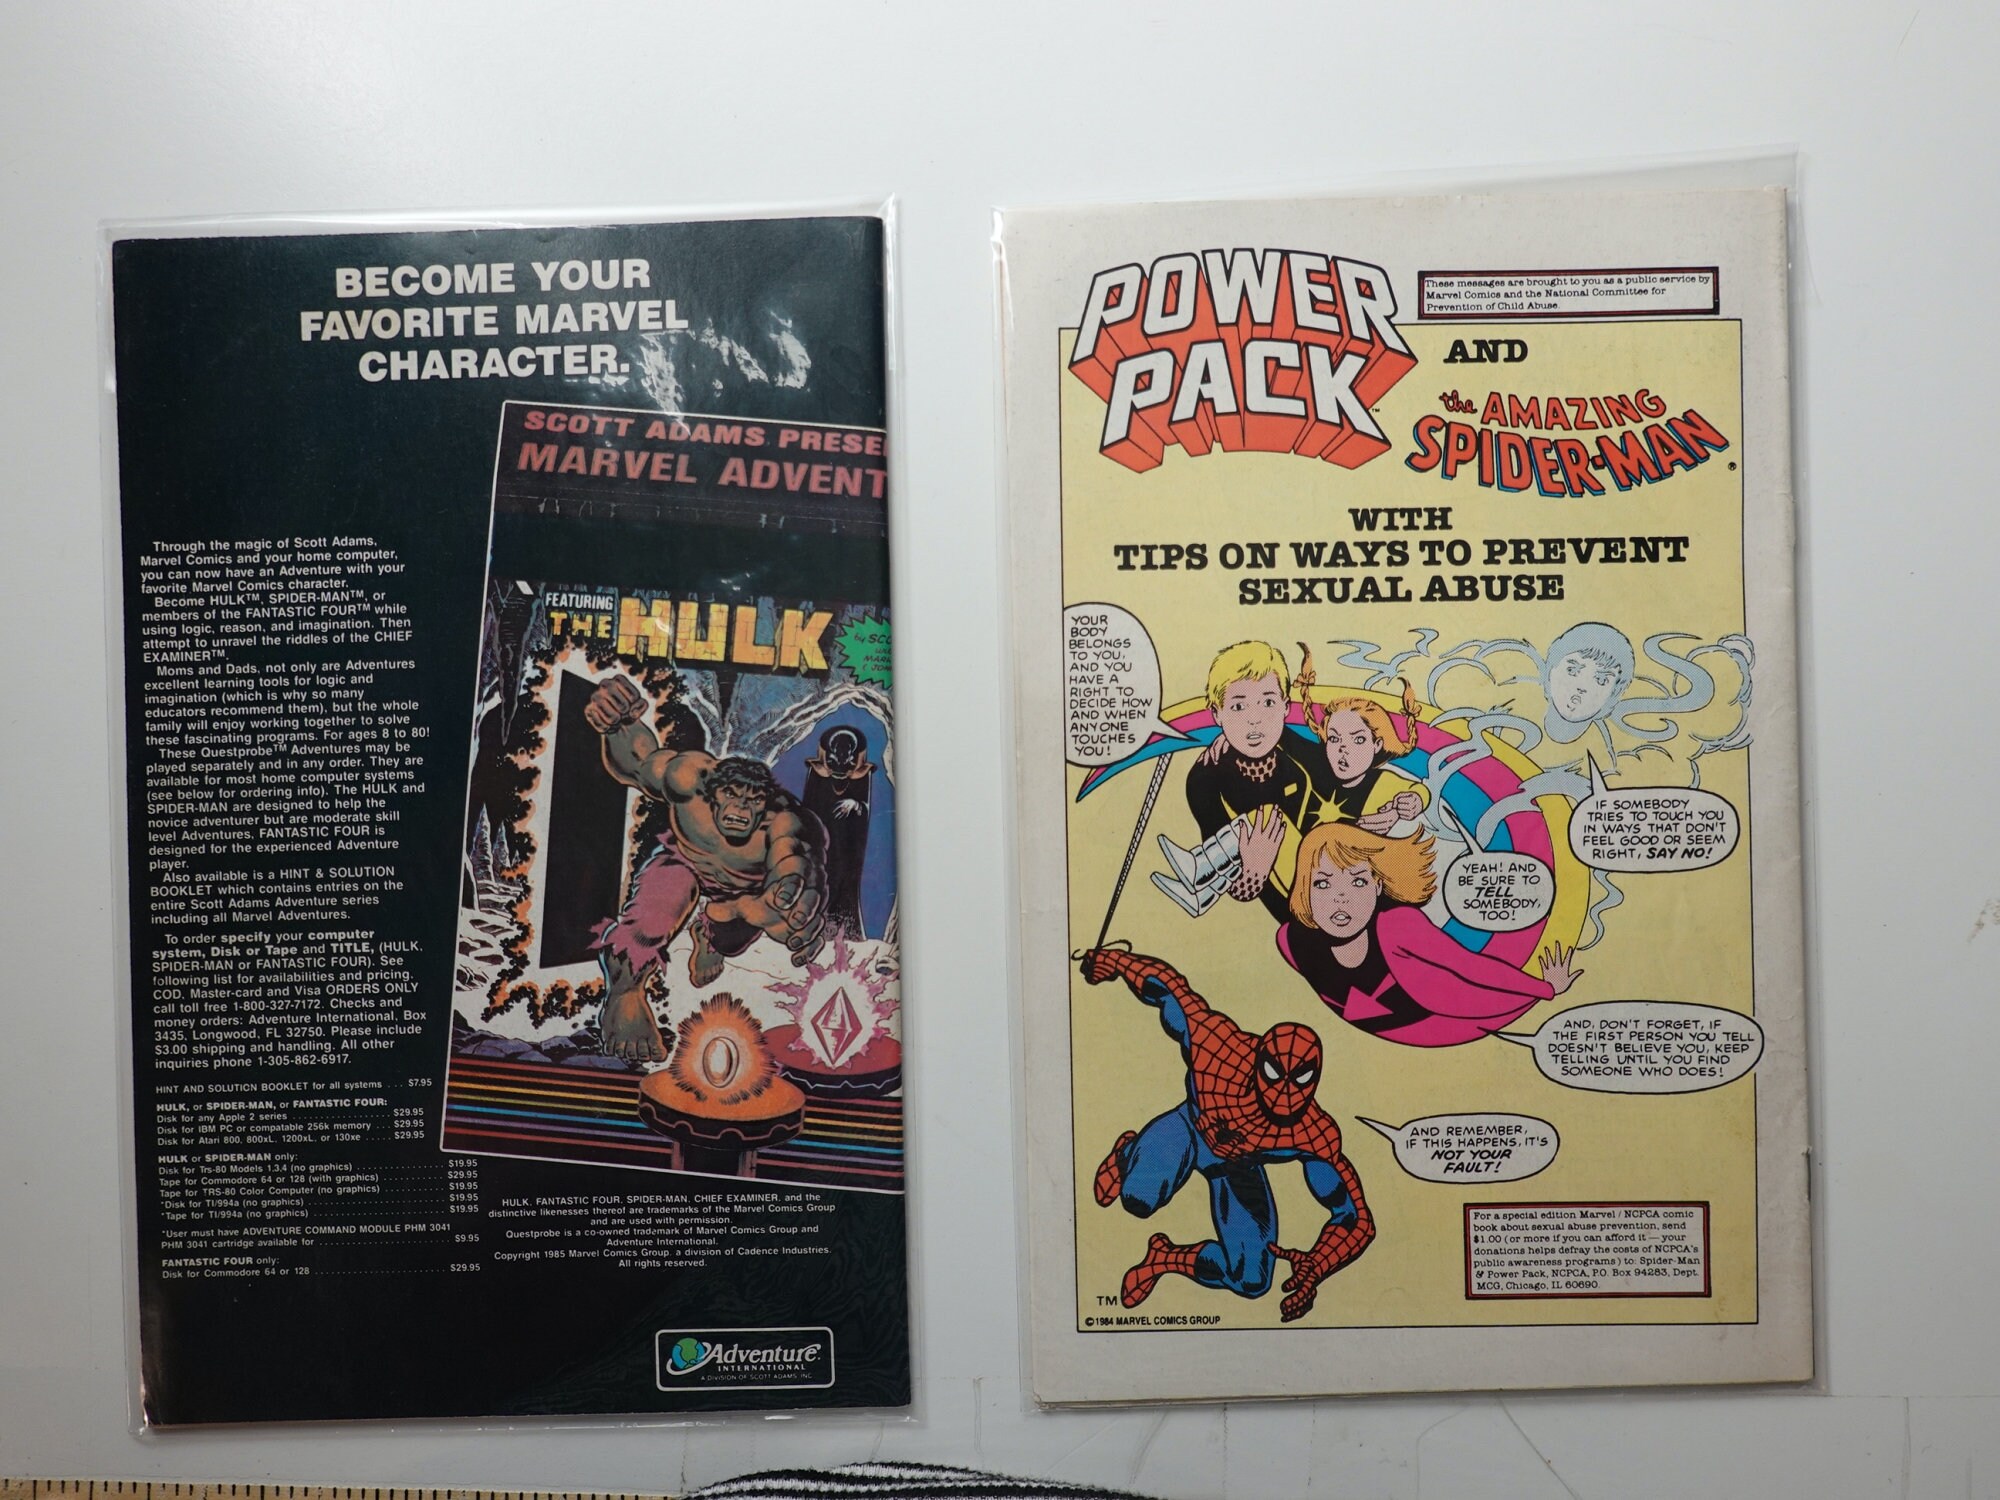 BECOME YOUR
FAVORITE MARVEL
CHARACTER.
SCOTT ADAMS PRESE
MARVEL ADVENT
FEATURING
THE HULK
Through the magic of Scott Adams,
Marvel Comics and your home computer,
you can now have an Adventure with your
favorite Marvel Comics character.
Become HULK™, SPIDER-MAN™, or
members of the FANTASTIC FOUR™ while
using logic, reason, and imagination. Then
attempt to unravel the riddles of the CHIEF
EXAMINER™.
Moms and Dads, not only are Adventures
excellent learning tools for logic and
imagination (which is why so many
educators recommend them), but the whole
family will enjoy working together to solve
these fascinating programs. For ages 8 to 80!
These Questprobe™ Adventures may be
played separately and in any order. They are
available for most home computer systems
(see below for ordering info). The HULK and
SPIDER-MAN are designed to help the
novice adventurer but are moderate skill
level Adventures, FANTASTIC FOUR is
designed for the experienced Adventure
player.
Also available is a HINT & SOLUTION
BOOKLET which contains entries on the
entire Scott Adams Adventure series
including all Marvel Adventures.
To order specify your computer
system, Disk or Tape and TITLE, (HULK,
SPIDER-MAN or FANTASTIC FOUR). See
following list for availabilities and pricing.
COD, Master-card and Visa ORDERS ONLY
call toll free 1-800-327-7172. Checks and
money orders: Adventure International, Box
3435, Longwood, FL 32750. Please include
$3.00 shipping and handling. All other
inquiries phone 1-305-862-6917.
HINT AND SOLUTION BOOKLET for all systems ... $7.95
HULK, or SPIDER-MAN, or FANTASTIC FOUR:
Disk for any Apple 2 series ................. $29.95
Disk for IBM PC or compatable 256k memory ... $29.95
Disk for Atari 800, 800xL, 1200xL, or 130xe ..... $29.95
HULK or SPIDER-MAN only:
Disk for Trs-80 Models 1,3,4 (no graphics) ............... $19.95
Tape for Commodore 64 or 128 (with graphics) .......... $29.95
Tape for TRS-80 Color Computer (no graphics) .......... $19.95
*Disk for TI/994a (no graphics) ........................ $19.95
*Tape for TI/994a (no graphics) ........................ $19.95
*User must have ADVENTURE COMMAND MODULE PHM 3041
PHM 3041 cartridge available for ...................... $9.95
FANTASTIC FOUR only:
Disk for Commodore 64 or 128 ...................... $29.95
HULK, FANTASTIC FOUR, SPIDER-MAN, CHIEF EXAMINER, and the
distinctive likenesses thereof are trademarks of the Marvel Comics Group
and are used with permission.
Questprobe is a co-owned trademark of Marvel Comics Group and
Adventure International.
Copyright 1985 Marvel Comics Group, a division of Cadence Industries.
All rights reserved.
Adventure
INTERNATIONAL
A DIVISION OF SCOTT ADAMS, INC.
POWER
PACK™
These messages are brought to you as a public service by
Marvel Comics and the National Committee for
Prevention of Child Abuse.
AND
the AMAZING
SPIDER-MAN®
WITH
TIPS ON WAYS TO PREVENT
SEXUAL ABUSE
YOUR
BODY
BELONGS
TO YOU,
AND YOU
HAVE A
RIGHT TO
DECIDE HOW
AND WHEN
ANYONE
TOUCHES
YOU!
IF SOMEBODY
TRIES TO TOUCH YOU
IN WAYS THAT DON'T
FEEL GOOD OR SEEM
RIGHT, SAY NO!
YEAH! AND
BE SURE TO
TELL
SOMEBODY,
TOO!
AND, DON'T FORGET, IF
THE FIRST PERSON YOU TELL
DOESN'T BELIEVE YOU, KEEP
TELLING UNTIL YOU FIND
SOMEONE WHO DOES!
AND REMEMBER,
IF THIS HAPPENS, IT'S
NOT YOUR
FAULT!
For a special edition Marvel / NCPCA comic
book about sexual abuse prevention, send
$1.00 (or more if you can afford it — your
donations helps defray the costs of NCPCA's
public awareness programs) to: Spider-Man
& Power Pack, NCPCA, P.O. Box 94283, Dept.
MCG, Chicago, IL 60690.
TM
© 1984 MARVEL COMICS GROUP